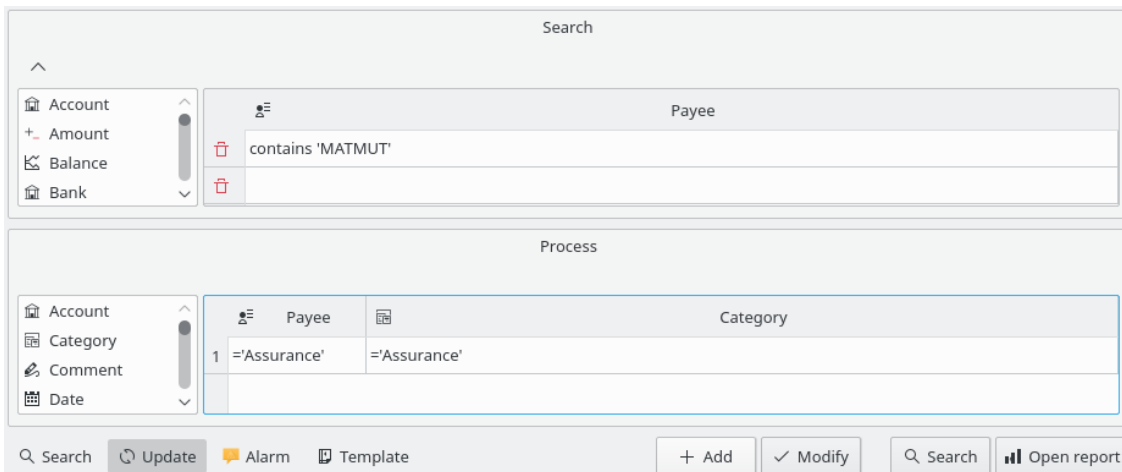 Search
Account
Amount
Balance
Bank
Payee
contains 'MATMUT'
Process
Account
Category
Comment
Date
Payee Category
1 ='Assurance' ='Assurance'
Search Update Alarm Template + Add Modify Search Open report